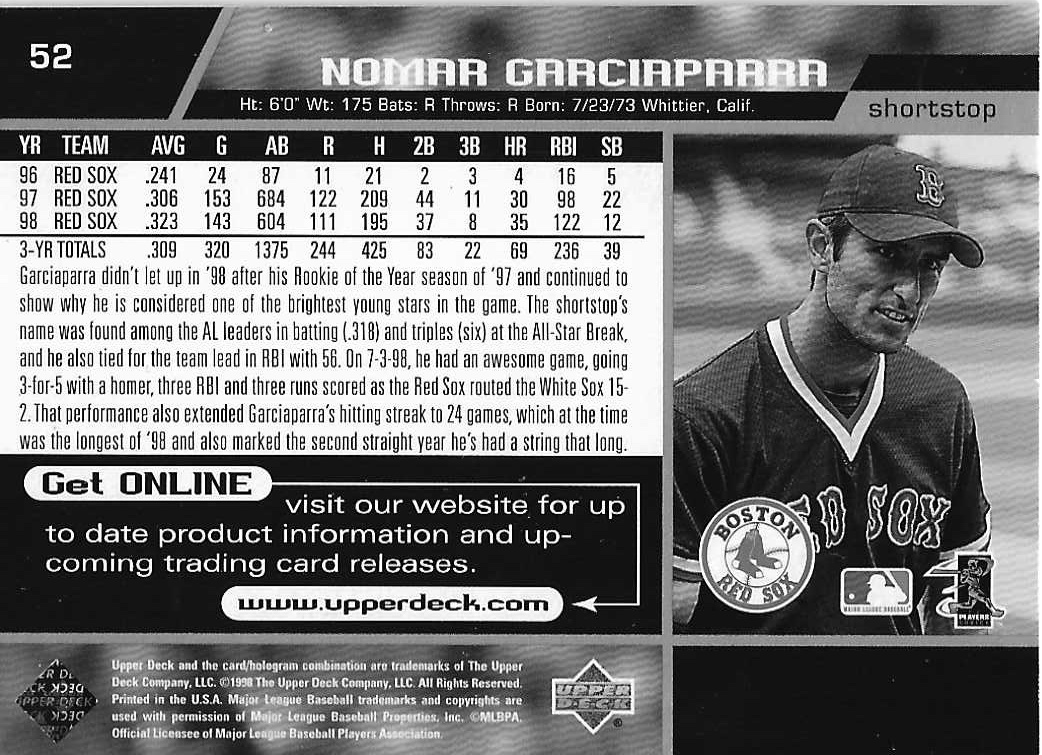 52
NOMAR GARCIAPARRA
Ht: 6'0" Wt: 175 Bats: R Throws: R Born: 7/23/73 Whittier, Calif.
shortstop
YR TEAM AVG G AB R H 2B 3B HR RBI SB
96 RED SOX .241 24 87 11 21 2 3 4 16 5
97 RED SOX .306 153 684 122 209 44 11 30 98 22
98 RED SOX .323 143 604 111 195 37 8 35 122 12
3-YR TOTALS .309 320 1375 244 425 83 22 69 236 39
Garciaparra didn't let up in '98 after his Rookie of the Year season of '97 and continued to
show why he is considered one of the brightest young stars in the game. The shortstop's
name was found among the AL leaders in batting (.318) and triples (six) at the All-Star Break,
and he also tied for the team lead in RBI with 56. On 7-3-98, he had an awesome game, going
3-for-5 with a homer, three RBI and three runs scored as the Red Sox routed the White Sox 15-
2. That performance also extended Garciaparra's hitting streak to 24 games, which at the time
was the longest of '98 and also marked the second straight year he's had a string that long.
Get ONLINE
visit our website for up
to date product information and up-
coming trading card releases.
www.upperdeck.com
B
D SOX
BOSTON
RED SOX
MAJOR LEAGUE BASEBALL
PLAYERS
CHOICE
Upper Deck and the card/hologram combination are trademarks of The Upper
Deck Company, LLC. ©1998 The Upper Deck Company, LLC. All Rights Reserved.
Printed in the U.S.A. Major League Baseball trademarks and copyrights are
used with permission of Major League Baseball Properties, Inc. ©MLBPA.
Official Licensee of Major League Baseball Players Association.
UPPER
DECK
®